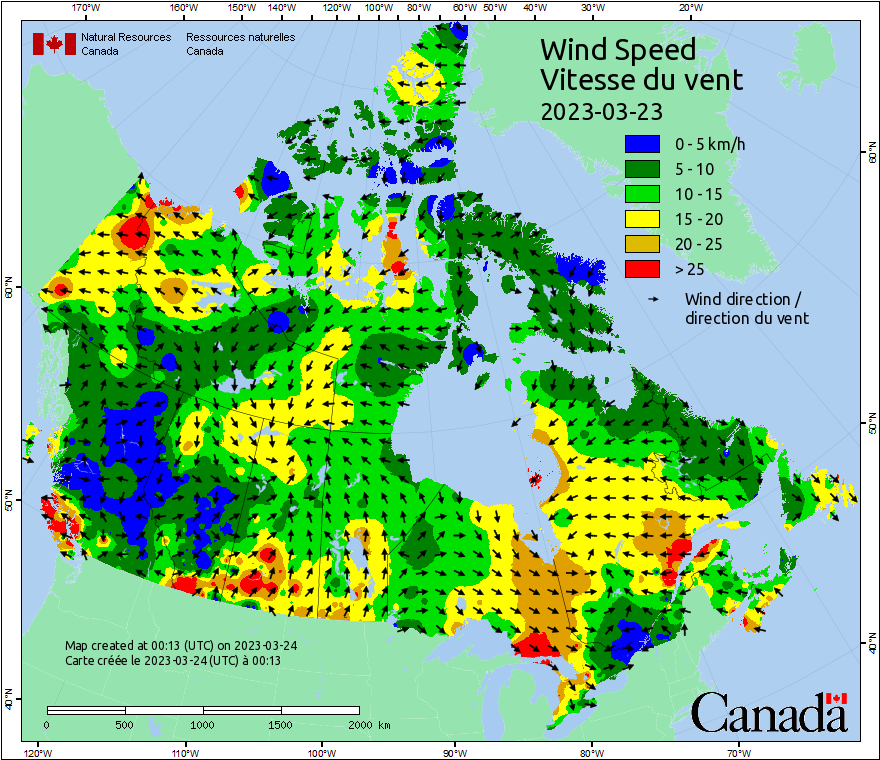 170°W 160°W 150°W 140°W 120°W 100°W 80°W 60°W 50°W 40°W 30°W 20°W
Natural Resources Ressources naturelles
Canada Canada
Wind Speed
Vitesse du vent
2023-03-23
0 - 5 km/h
5 - 10
10 - 15
15 - 20
20 - 25
> 25
Wind direction /
direction du vent
60°N
60°N
50°N
50°N
40°N
40°N
Map created at 00:13 (UTC) on 2023-03-24
Carte créée le 2023-03-24 (UTC) à 00:13
0 500 1000 1500 2000 km
Canada
120°W 110°W 100°W 90°W 80°W 70°W